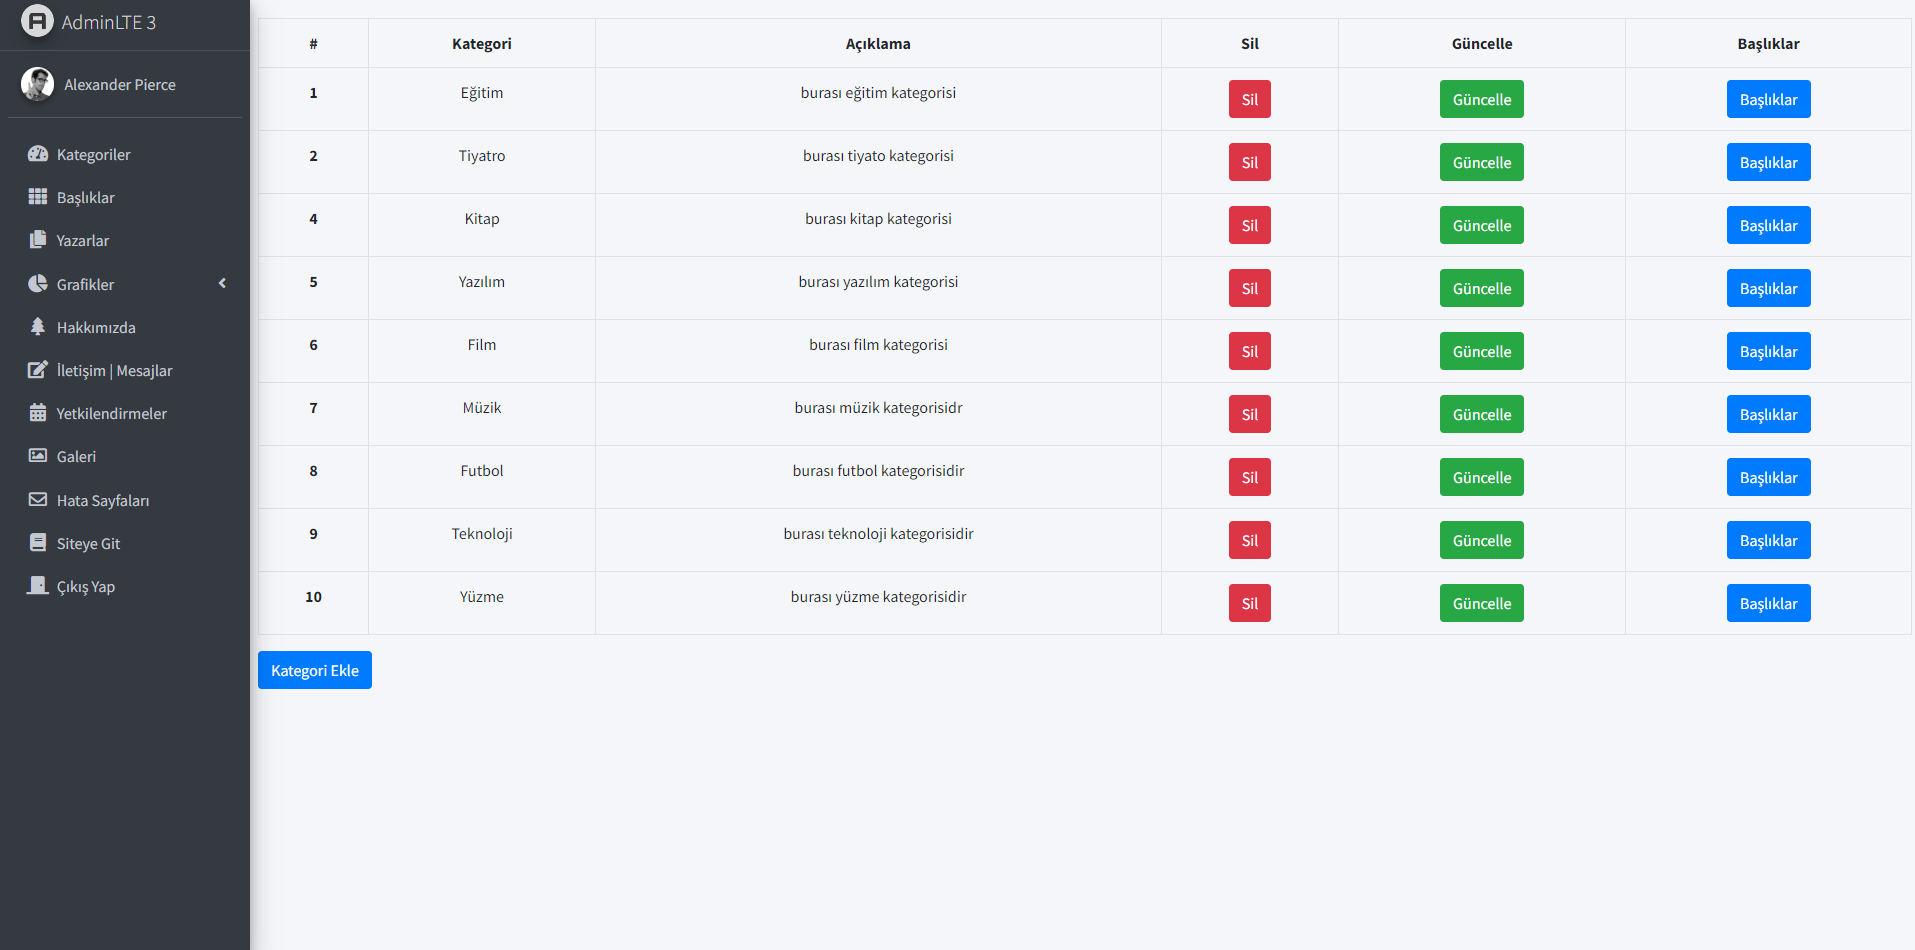 AdminLTE 3
Alexander Pierce
Kategoriler
Başlıklar
Yazarlar
Grafikler
Hakkımızda
İletişim | Mesajlar
Yetkilendirmeler
Galeri
Hata Sayfaları
Siteye Git
Çıkış Yap
# Kategori Açıklama Sil Güncelle Başlıklar
1 Eğitim burası eğitim kategorisi Sil Güncelle Başlıklar
2 Tiyatro burası tiyato kategorisi Sil Güncelle Başlıklar
4 Kitap burası kitap kategorisi Sil Güncelle Başlıklar
5 Yazılım burası yazılım kategorisi Sil Güncelle Başlıklar
6 Film burası film kategorisi Sil Güncelle Başlıklar
7 Müzik burası müzik kategorisidr Sil Güncelle Başlıklar
8 Futbol burası futbol kategorisidir Sil Güncelle Başlıklar
9 Teknoloji burası teknoloji kategorisidir Sil Güncelle Başlıklar
10 Yüzme burası yüzme kategorisidir Sil Güncelle Başlıklar
Kategori Ekle